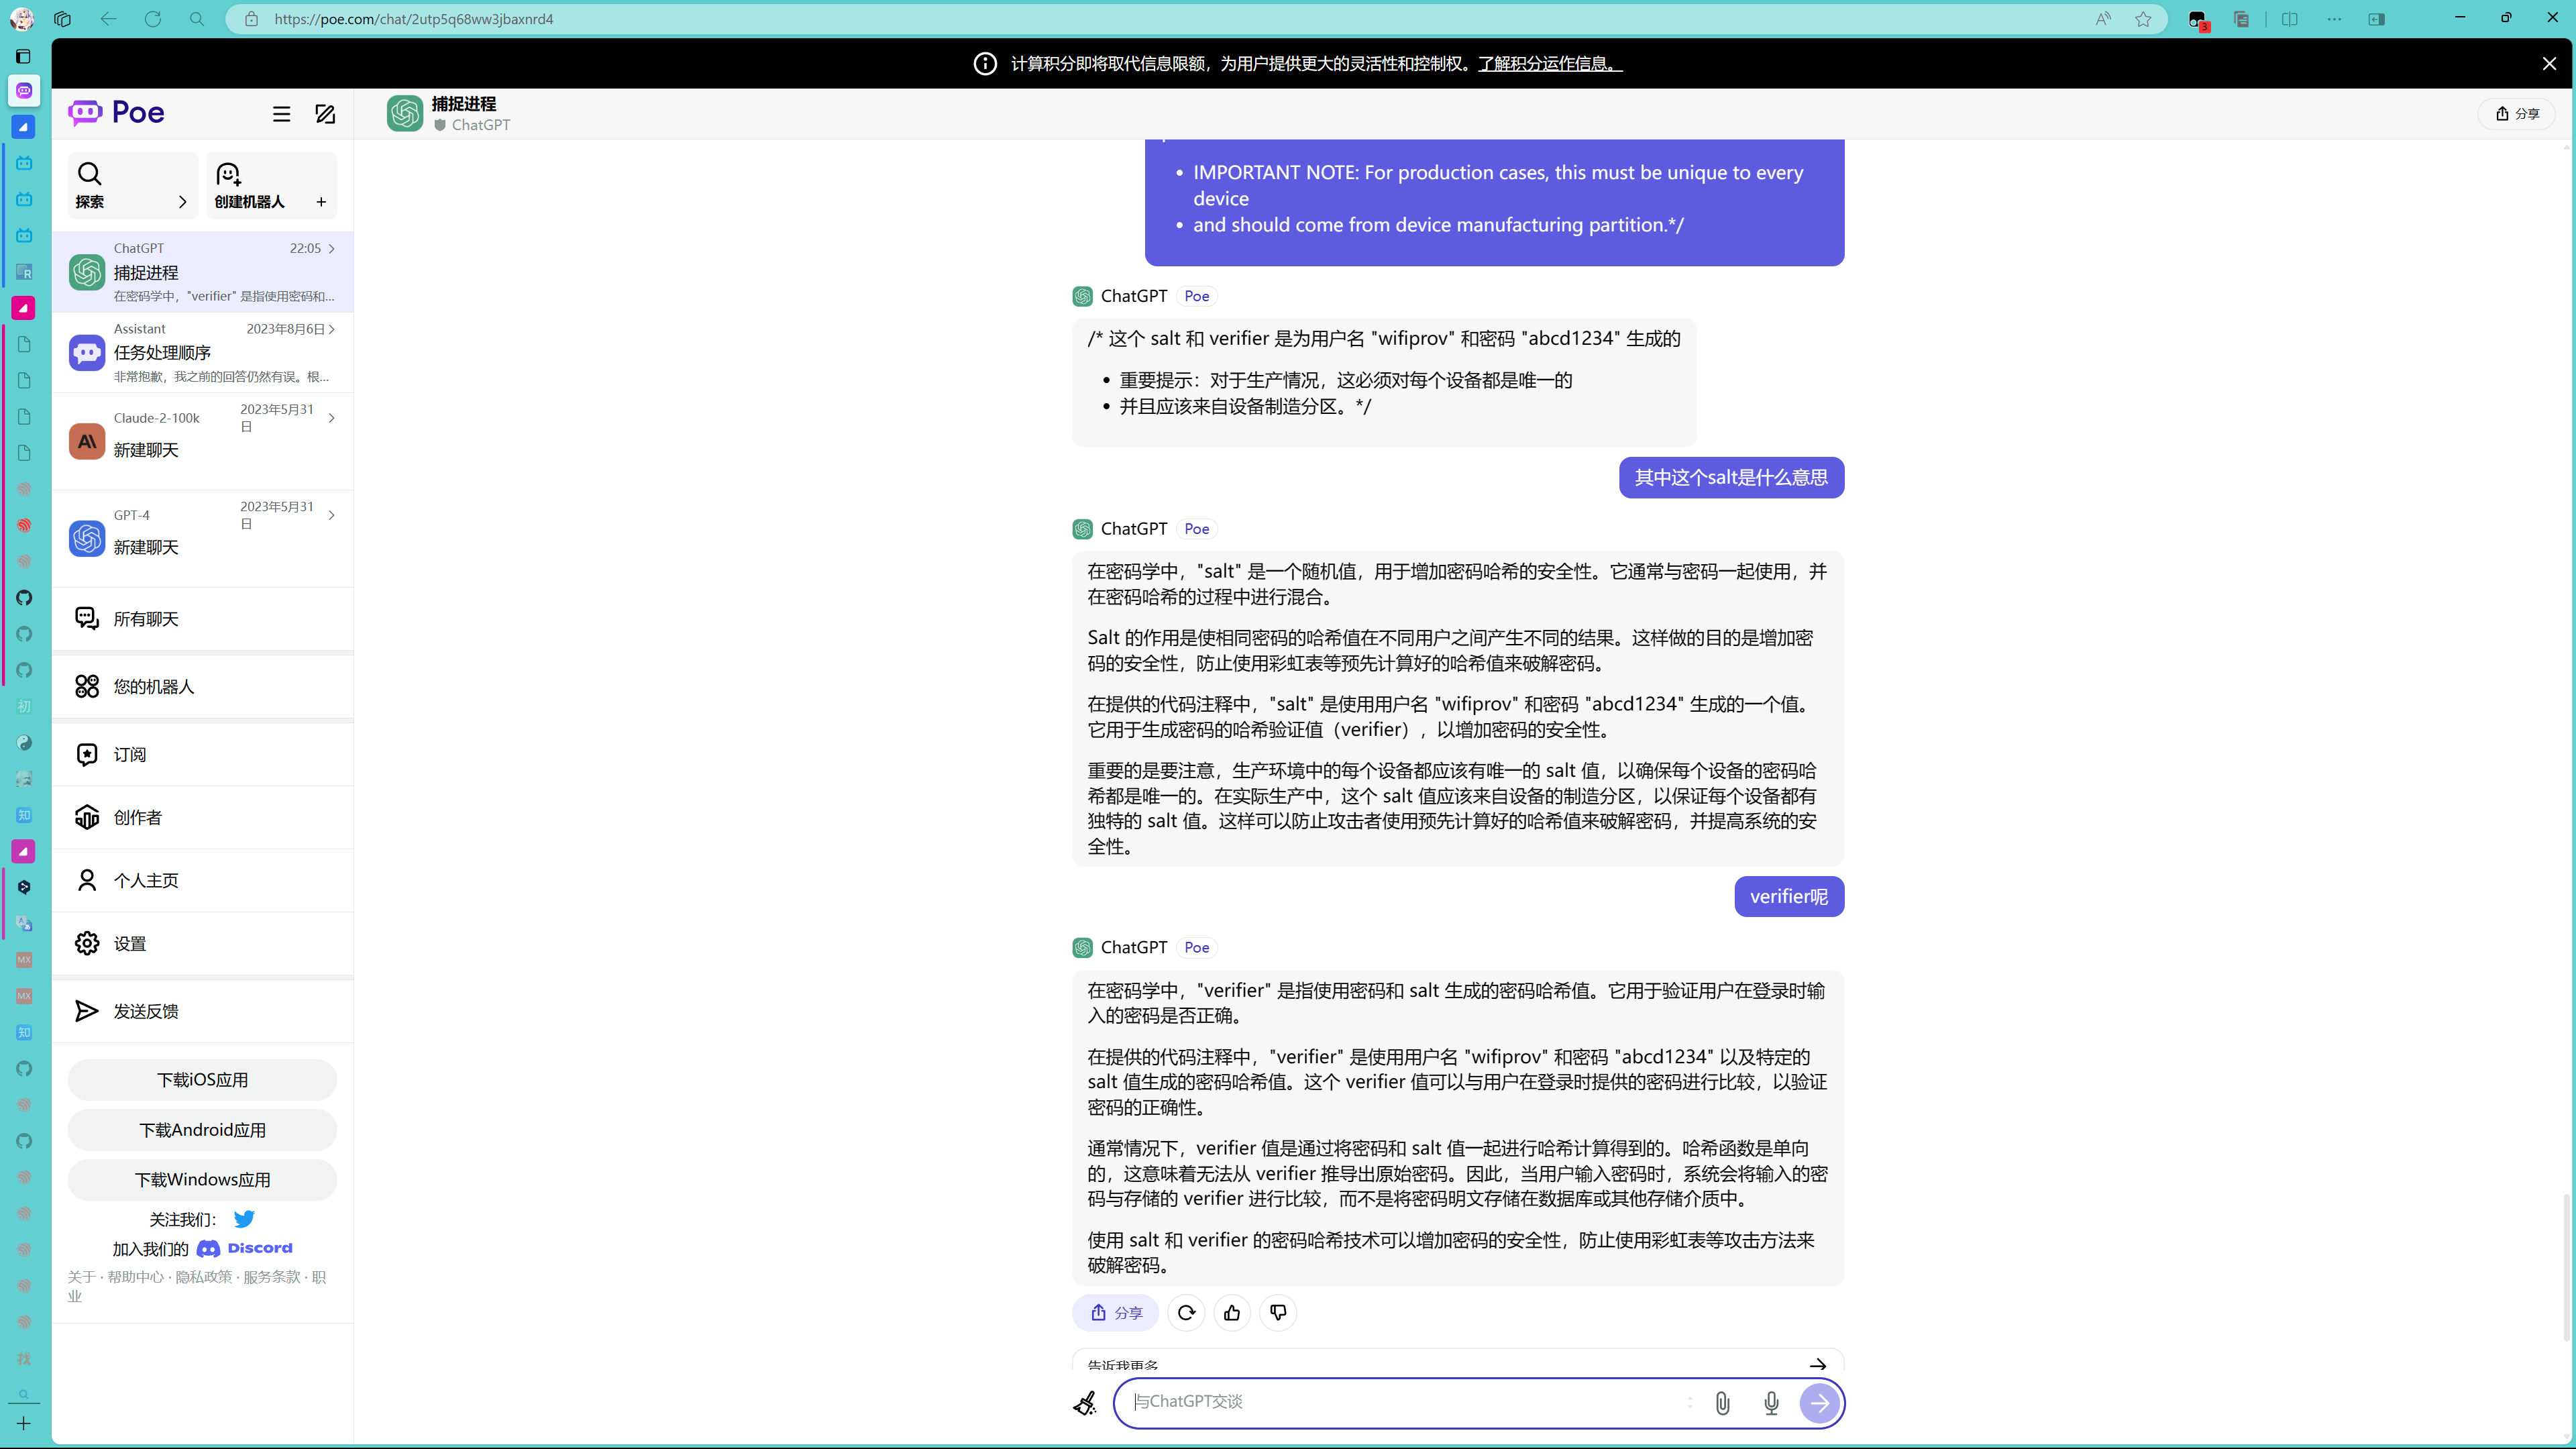 https://poe.com/chat/2utp5q68ww3jbaxnrd4
3
计算积分即将取代信息限额，为用户提供更大的灵活性和控制权。了解积分运作信息。
Poe
捕捉进程
ChatGPT
分享
探索
创建机器人
ChatGPT 22:05
捕捉进程
在密码学中，"verifier" 是指使用密码和...
Assistant 2023年8月6日
任务处理顺序
非常抱歉，我之前的回答仍然有误。根...
Claude-2-100k 2023年5月31日
新建聊天
GPT-4 2023年5月31日
新建聊天
所有聊天
您的机器人
订阅
创作者
个人主页
设置
发送反馈
下载iOS应用
下载Android应用
下载Windows应用
关注我们：
加入我们的 Discord
关于 · 帮助中心 · 隐私政策 · 服务条款 · 职
业
• IMPORTANT NOTE: For production cases, this must be unique to every
device
• and should come from device manufacturing partition.*/
ChatGPT Poe
/* 这个 salt 和 verifier 是为用户名 "wifiprov" 和密码 "abcd1234" 生成的
• 重要提示：对于生产情况，这必须对每个设备都是唯一的
• 并且应该来自设备制造分区。*/
其中这个salt是什么意思
ChatGPT Poe
在密码学中，"salt" 是一个随机值，用于增加密码哈希的安全性。它通常与密码一起使用，并
在密码哈希的过程中进行混合。
Salt 的作用是使相同密码的哈希值在不同用户之间产生不同的结果。这样做的目的是增加密
码的安全性，防止使用彩虹表等预先计算好的哈希值来破解密码。
在提供的代码注释中，"salt" 是使用用户名 "wifiprov" 和密码 "abcd1234" 生成的一个值。
它用于生成密码的哈希验证值（verifier），以增加密码的安全性。
重要的是要注意，生产环境中的每个设备都应该有唯一的 salt 值，以确保每个设备的密码哈
希都是唯一的。在实际生产中，这个 salt 值应该来自设备的制造分区，以保证每个设备都有
独特的 salt 值。这样可以防止攻击者使用预先计算好的哈希值来破解密码，并提高系统的安
全性。
verifier呢
ChatGPT Poe
在密码学中，"verifier" 是指使用密码和 salt 生成的密码哈希值。它用于验证用户在登录时输
入的密码是否正确。
在提供的代码注释中，"verifier" 是使用用户名 "wifiprov" 和密码 "abcd1234" 以及特定的
salt 值生成的密码哈希值。这个 verifier 值可以与用户在登录时提供的密码进行比较，以验证
密码的正确性。
通常情况下，verifier 值是通过将密码和 salt 值一起进行哈希计算得到的。哈希函数是单向
的，这意味着无法从 verifier 推导出原始密码。因此，当用户输入密码时，系统会将输入的密
码与存储的 verifier 进行比较，而不是将密码明文存储在数据库或其他存储介质中。
使用 salt 和 verifier 的密码哈希技术可以增加密码的安全性，防止使用彩虹表等攻击方法来
破解密码。
分享
告诉我更多
与ChatGPT交谈